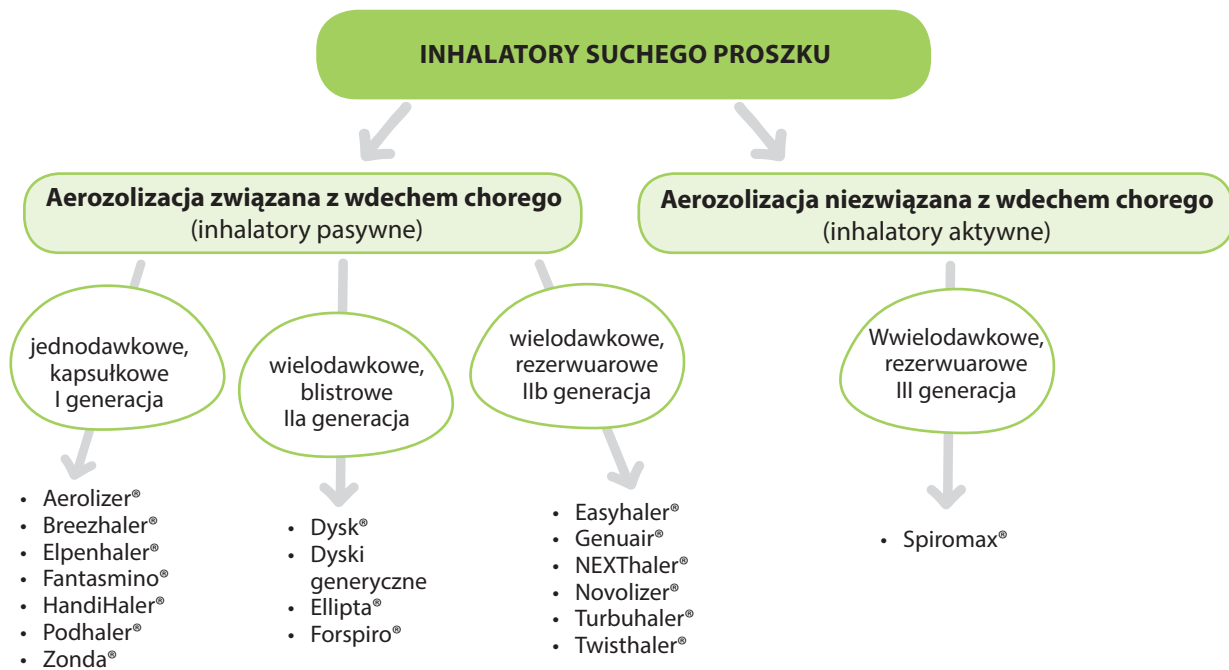 INHALATORY SUCHEGO PROSZKU
Aerozolizacja związana z wdechem chorego
(inhalatory pasywne)
Aerozolizacja niezwiązana z wdechem chorego
(inhalatory aktywne)
jednodawkowe,
kapsułkowe
I generacja
wielodawkowe,
blistrowe
IIa generacja
wielodawkowe,
rezerwuarowe
IIb generacja
Wwielodawkowe,
rezerwuarowe
III generacja
• Aerolizer®
• Breezhaler®
• Elpenhaler®
• Fantasmino®
• HandiHaler®
• Podhaler®
• Zonda®
• Dysk®
• Dyski
generyczne
• Ellipta®
• Forspiro®
• Easyhaler®
• Genuair®
• NEXThaler®
• Novolizer®
• Turbuhaler®
• Twisthaler®
• Spiromax®